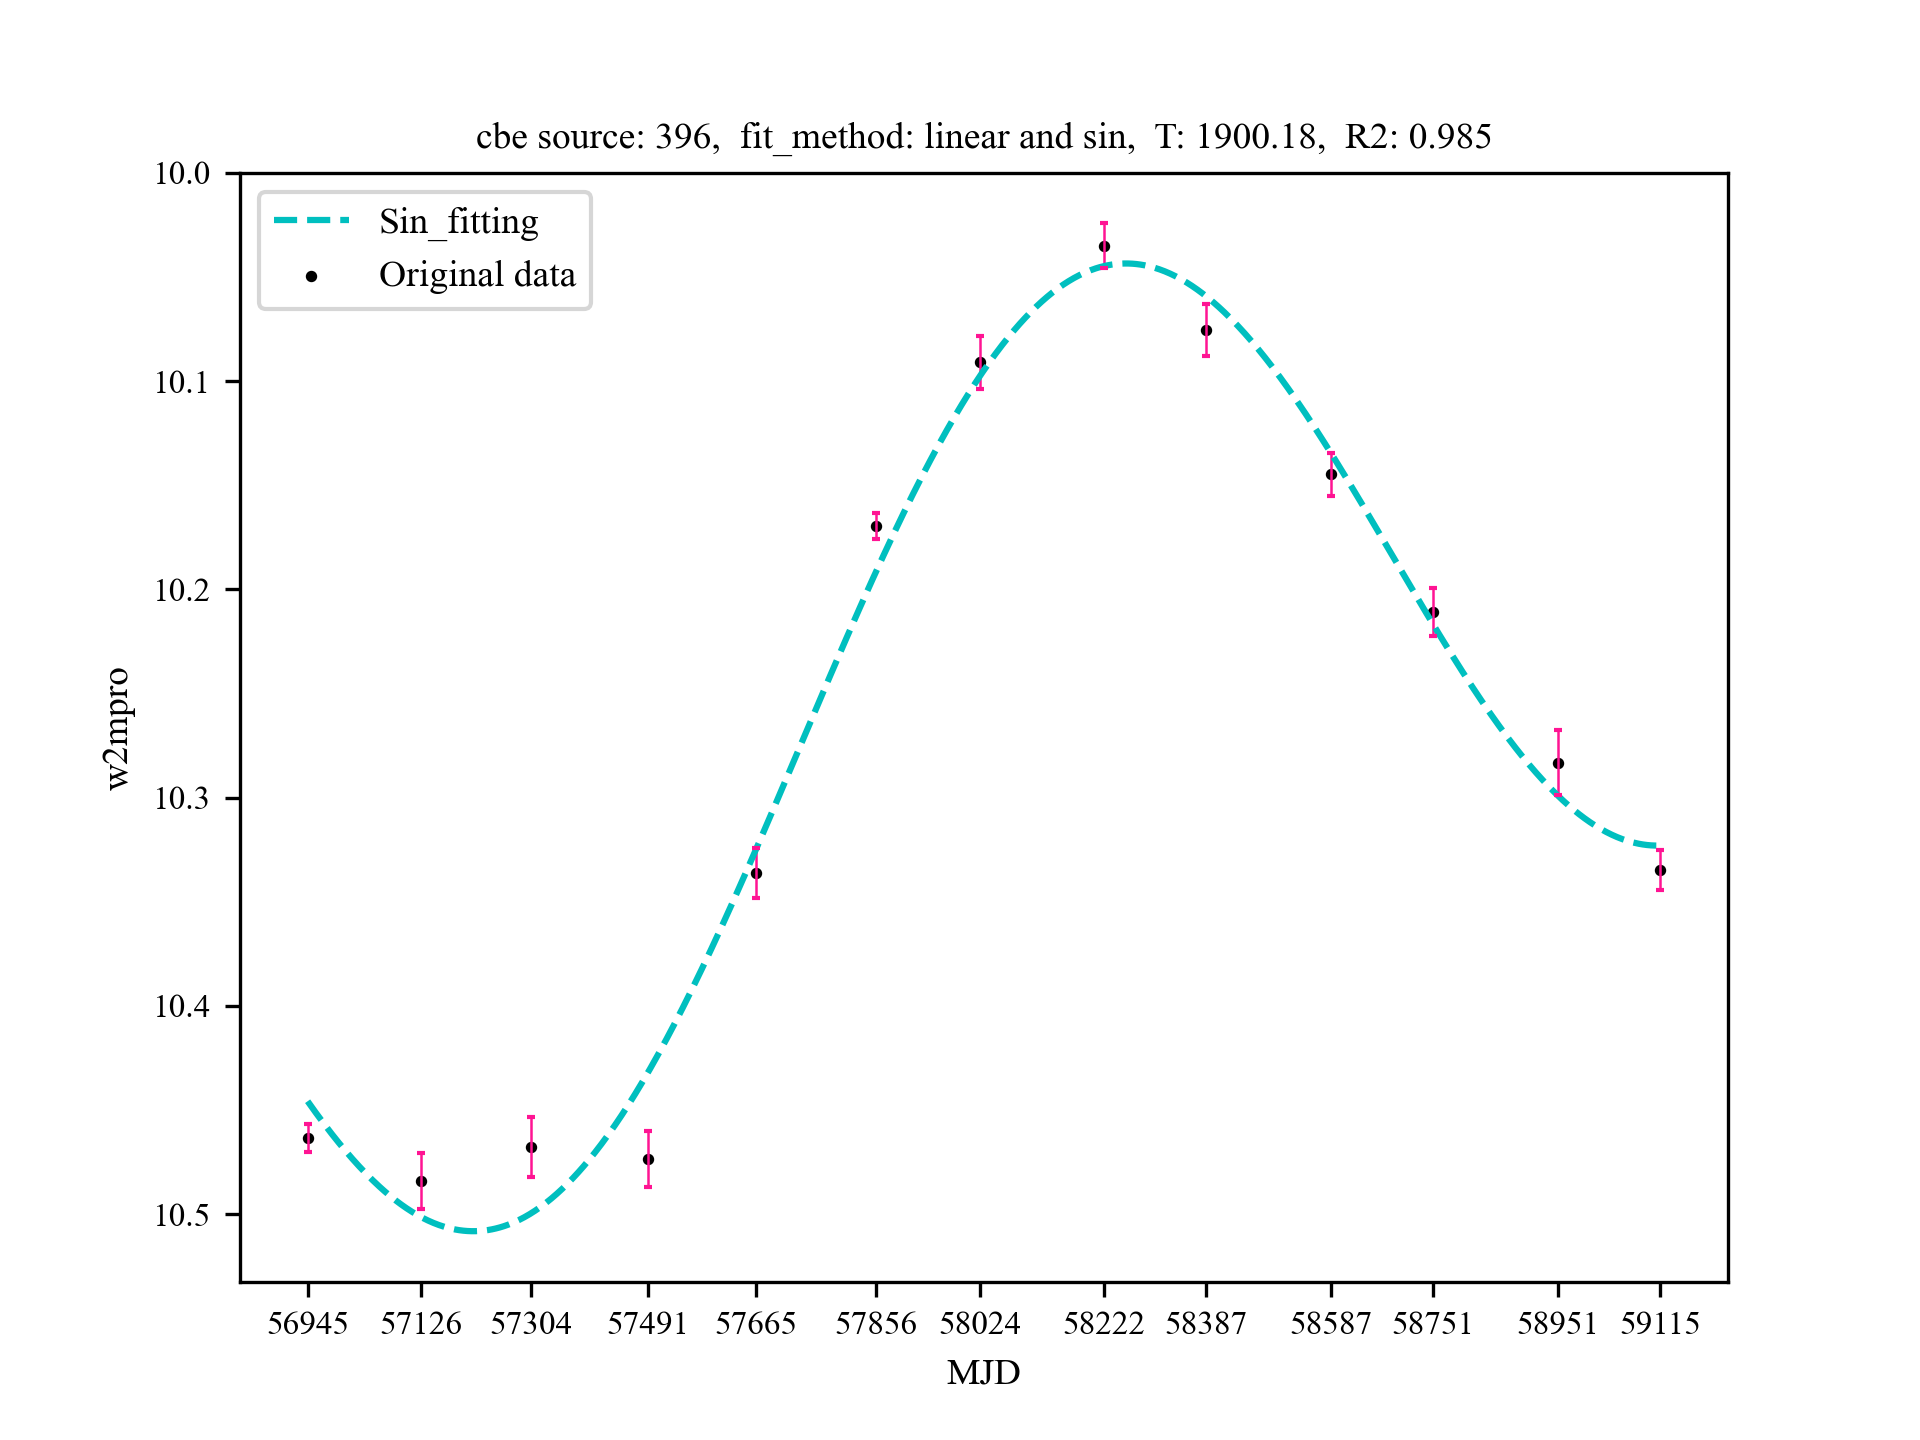 cbe source: 396,  fit_method: linear and sin,  T: 1900.18,  R2: 0.985
Sin_fitting
Original data
10.0
10.1
10.2
10.3
10.4
10.5
w2mpro
56945 57126 57304 57491 57665 57856 58024 58222 58387 58587 58751 58951 59115
MJD